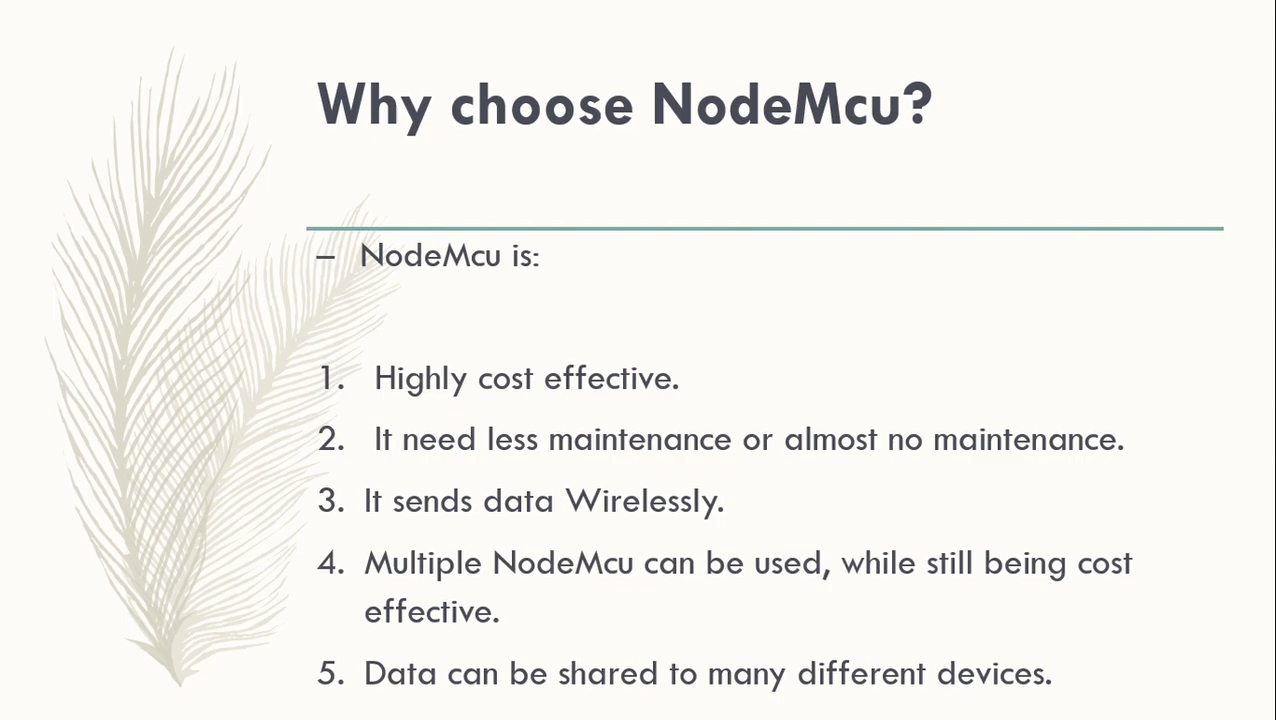 Why choose NodeMcu?
– NodeMcu is:
1. Highly cost effective.
2. It need less maintenance or almost no maintenance.
3. It sends data Wirelessly.
4. Multiple NodeMcu can be used, while still being cost
effective.
5. Data can be shared to many different devices.